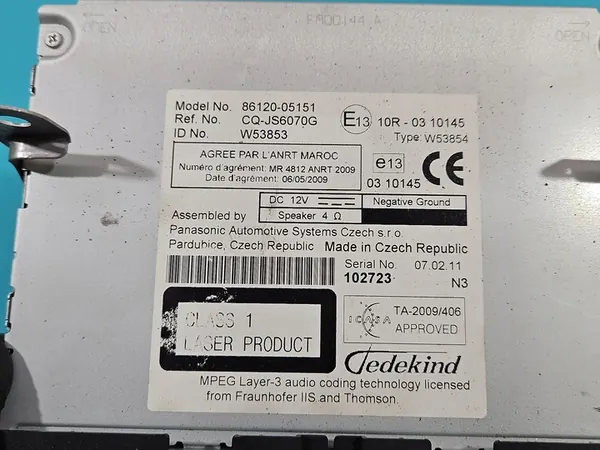 OPEN FA00144 A OPEN
Model No. 86120-05151
Ref. No. CQ-JS6070G
ID No. W53853
E13 10R - 03 10145
Type: W53854
AGREE PAR L'ANRT MAROC
Numéro d'agrément: MR 4812 ANRT 2009
Date d'agrément: 06/05/2009
e13
03 10145
CE
DC 12V
Speaker 4 Ω
Negative Ground
Assembled by
Panasonic Automotive Systems Czech s.r.o.
Pardubice, Czech Republic Made in Czech Republic
Serial No. 07.02.11
102723 N3
CLASS 1
LASER PRODUCT
ICASA
TA-2009/406
APPROVED
Tedekind
MPEG Layer-3 audio coding technology licensed
from Fraunhofer IIS and Thomson.